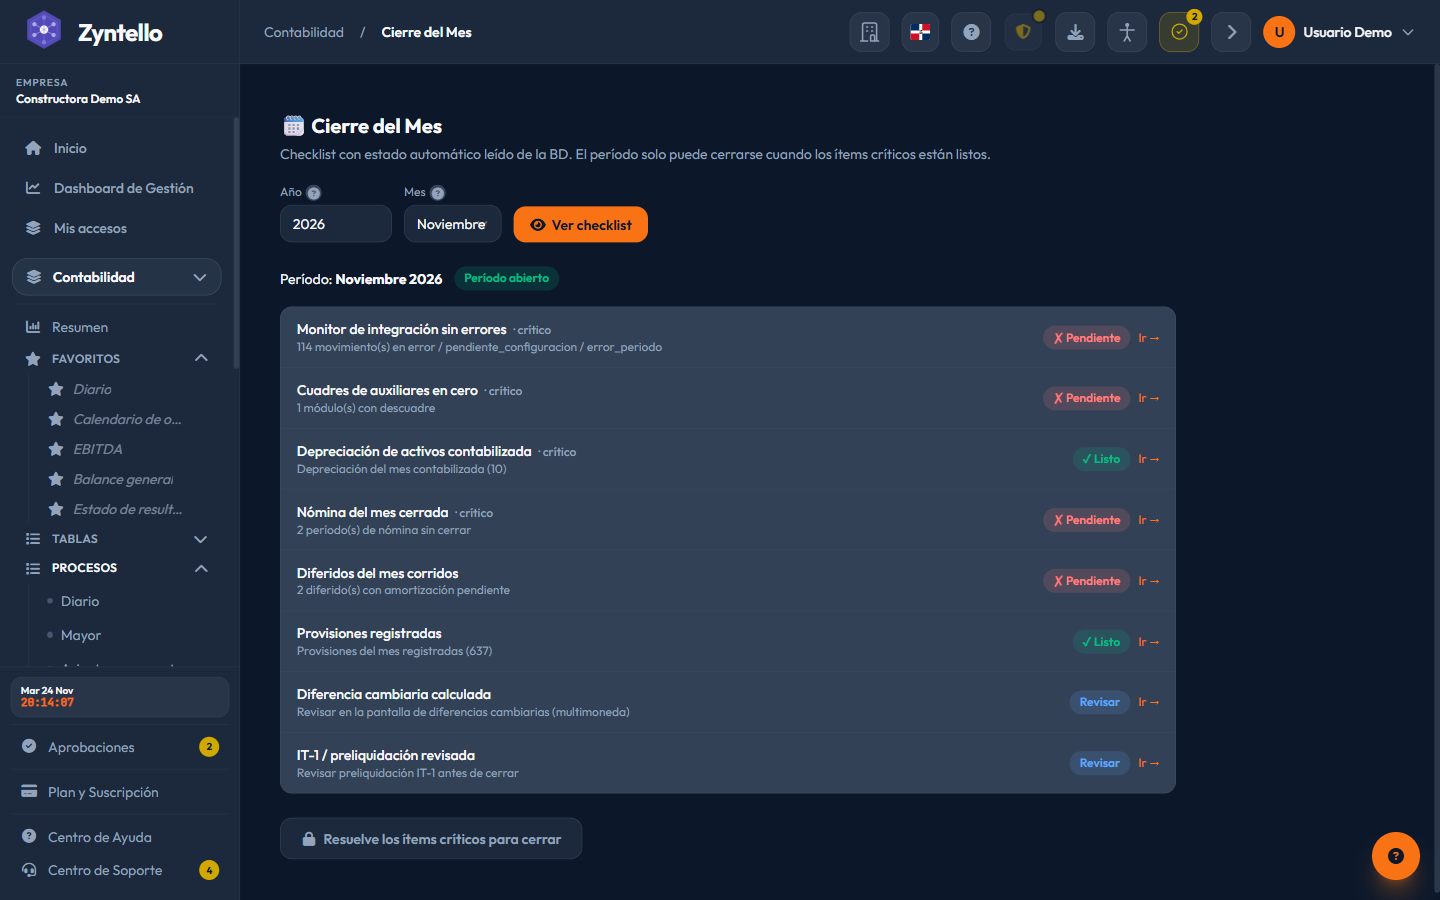 Zyntello
Contabilidad / Cierre del Mes
2
U Usuario Demo
EMPRESA
Constructora Demo SA
Inicio
Dashboard de Gestión
Mis accesos
Contabilidad
Resumen
FAVORITOS
Diario
Calendario de o...
EBITDA
Balance general
Estado de result...
TABLAS
PROCESOS
Diario
Mayor
Mar 24 Nov
20:14:07
Aprobaciones 2
Plan y Suscripción
Centro de Ayuda
Centro de Soporte 4
Cierre del Mes
Checklist con estado automático leído de la BD. El período solo puede cerrarse cuando los ítems críticos están listos.
Año ? Mes ?
2026 Noviembre Ver checklist
Período: Noviembre 2026 Período abierto
Monitor de integración sin errores · crítico
114 movimiento(s) en error / pendiente_configuracion / error_periodo
✗ Pendiente Ir →
Cuadres de auxiliares en cero · crítico
1 módulo(s) con descuadre
✗ Pendiente Ir →
Depreciación de activos contabilizada · crítico
Depreciación del mes contabilizada (10)
✓ Listo Ir →
Nómina del mes cerrada · crítico
2 período(s) de nómina sin cerrar
✗ Pendiente Ir →
Diferidos del mes corridos
2 diferido(s) con amortización pendiente
✗ Pendiente Ir →
Provisiones registradas
Provisiones del mes registradas (637)
✓ Listo Ir →
Diferencia cambiaria calculada
Revisar en la pantalla de diferencias cambiarias (multimoneda)
Revisar Ir →
IT-1 / preliquidación revisada
Revisar preliquidación IT-1 antes de cerrar
Revisar Ir →
Resuelve los ítems críticos para cerrar
?